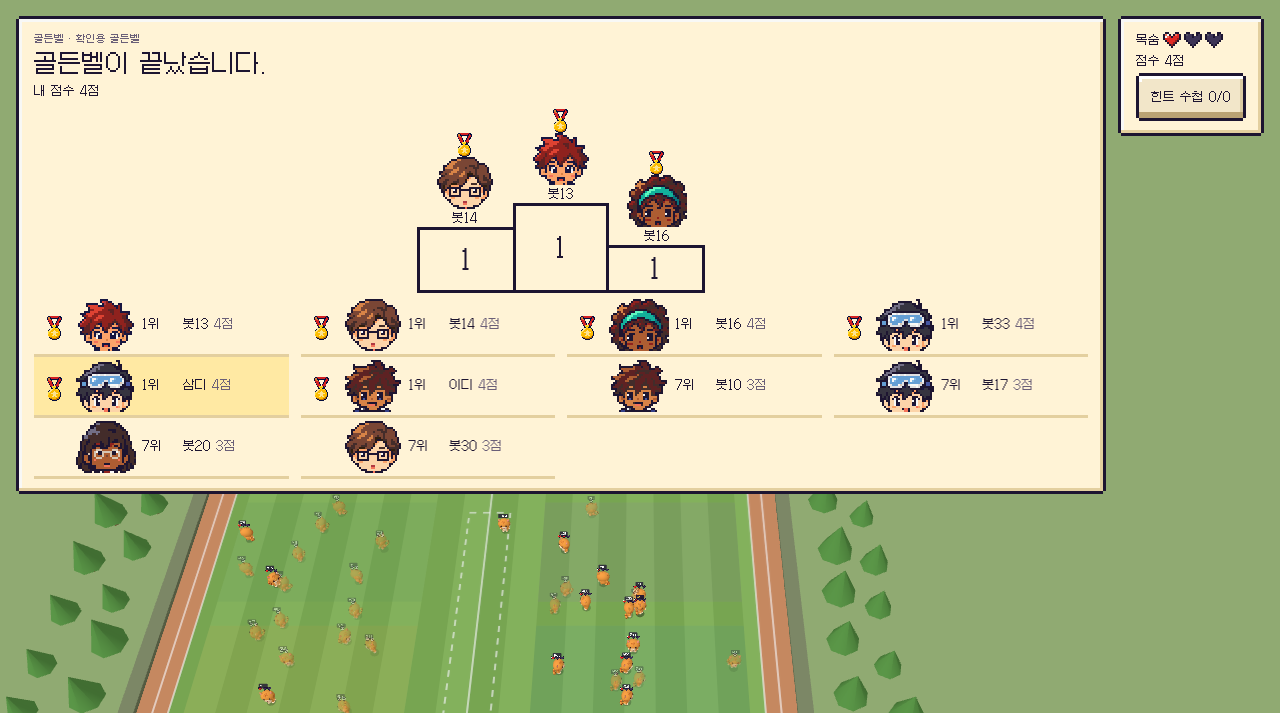 골든벨 · 확인용 골든벨
골든벨이 끝났습니다.
내 점수 4점
목숨
점수 4점
힌트 수첩 0/0
봇13
봇14
봇16
1
1
1
1위 봇13 4점
1위 봇14 4점
1위 봇16 4점
1위 봇33 4점
1위 삼디 4점
1위 이디 4점
7위 봇10 3점
7위 봇17 3점
7위 봇20 3점
7위 봇30 3점